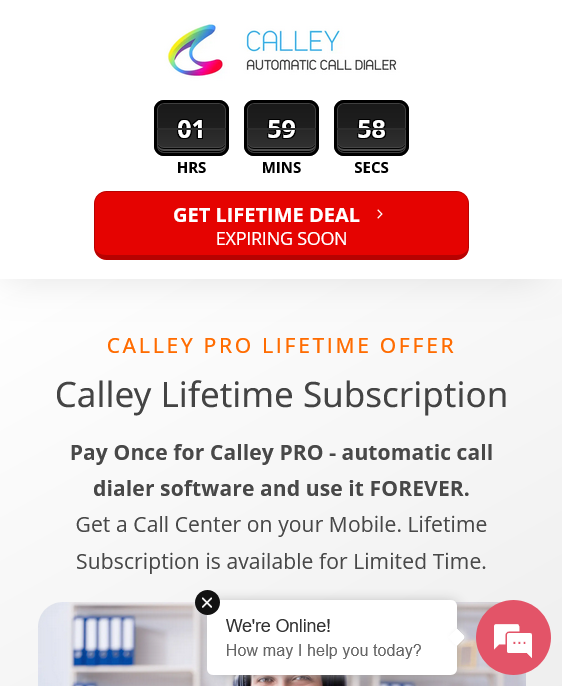 CALLEY
AUTOMATIC CALL DIALER
01 59 58
HRS MINS SECS
GET LIFETIME DEAL
EXPIRING SOON
CALLEY PRO LIFETIME OFFER
Calley Lifetime Subscription
Pay Once for Calley PRO - automatic call
dialer software and use it FOREVER.
Get a Call Center on your Mobile. Lifetime
Subscription is available for Limited Time.
We're Online!
How may I help you today?